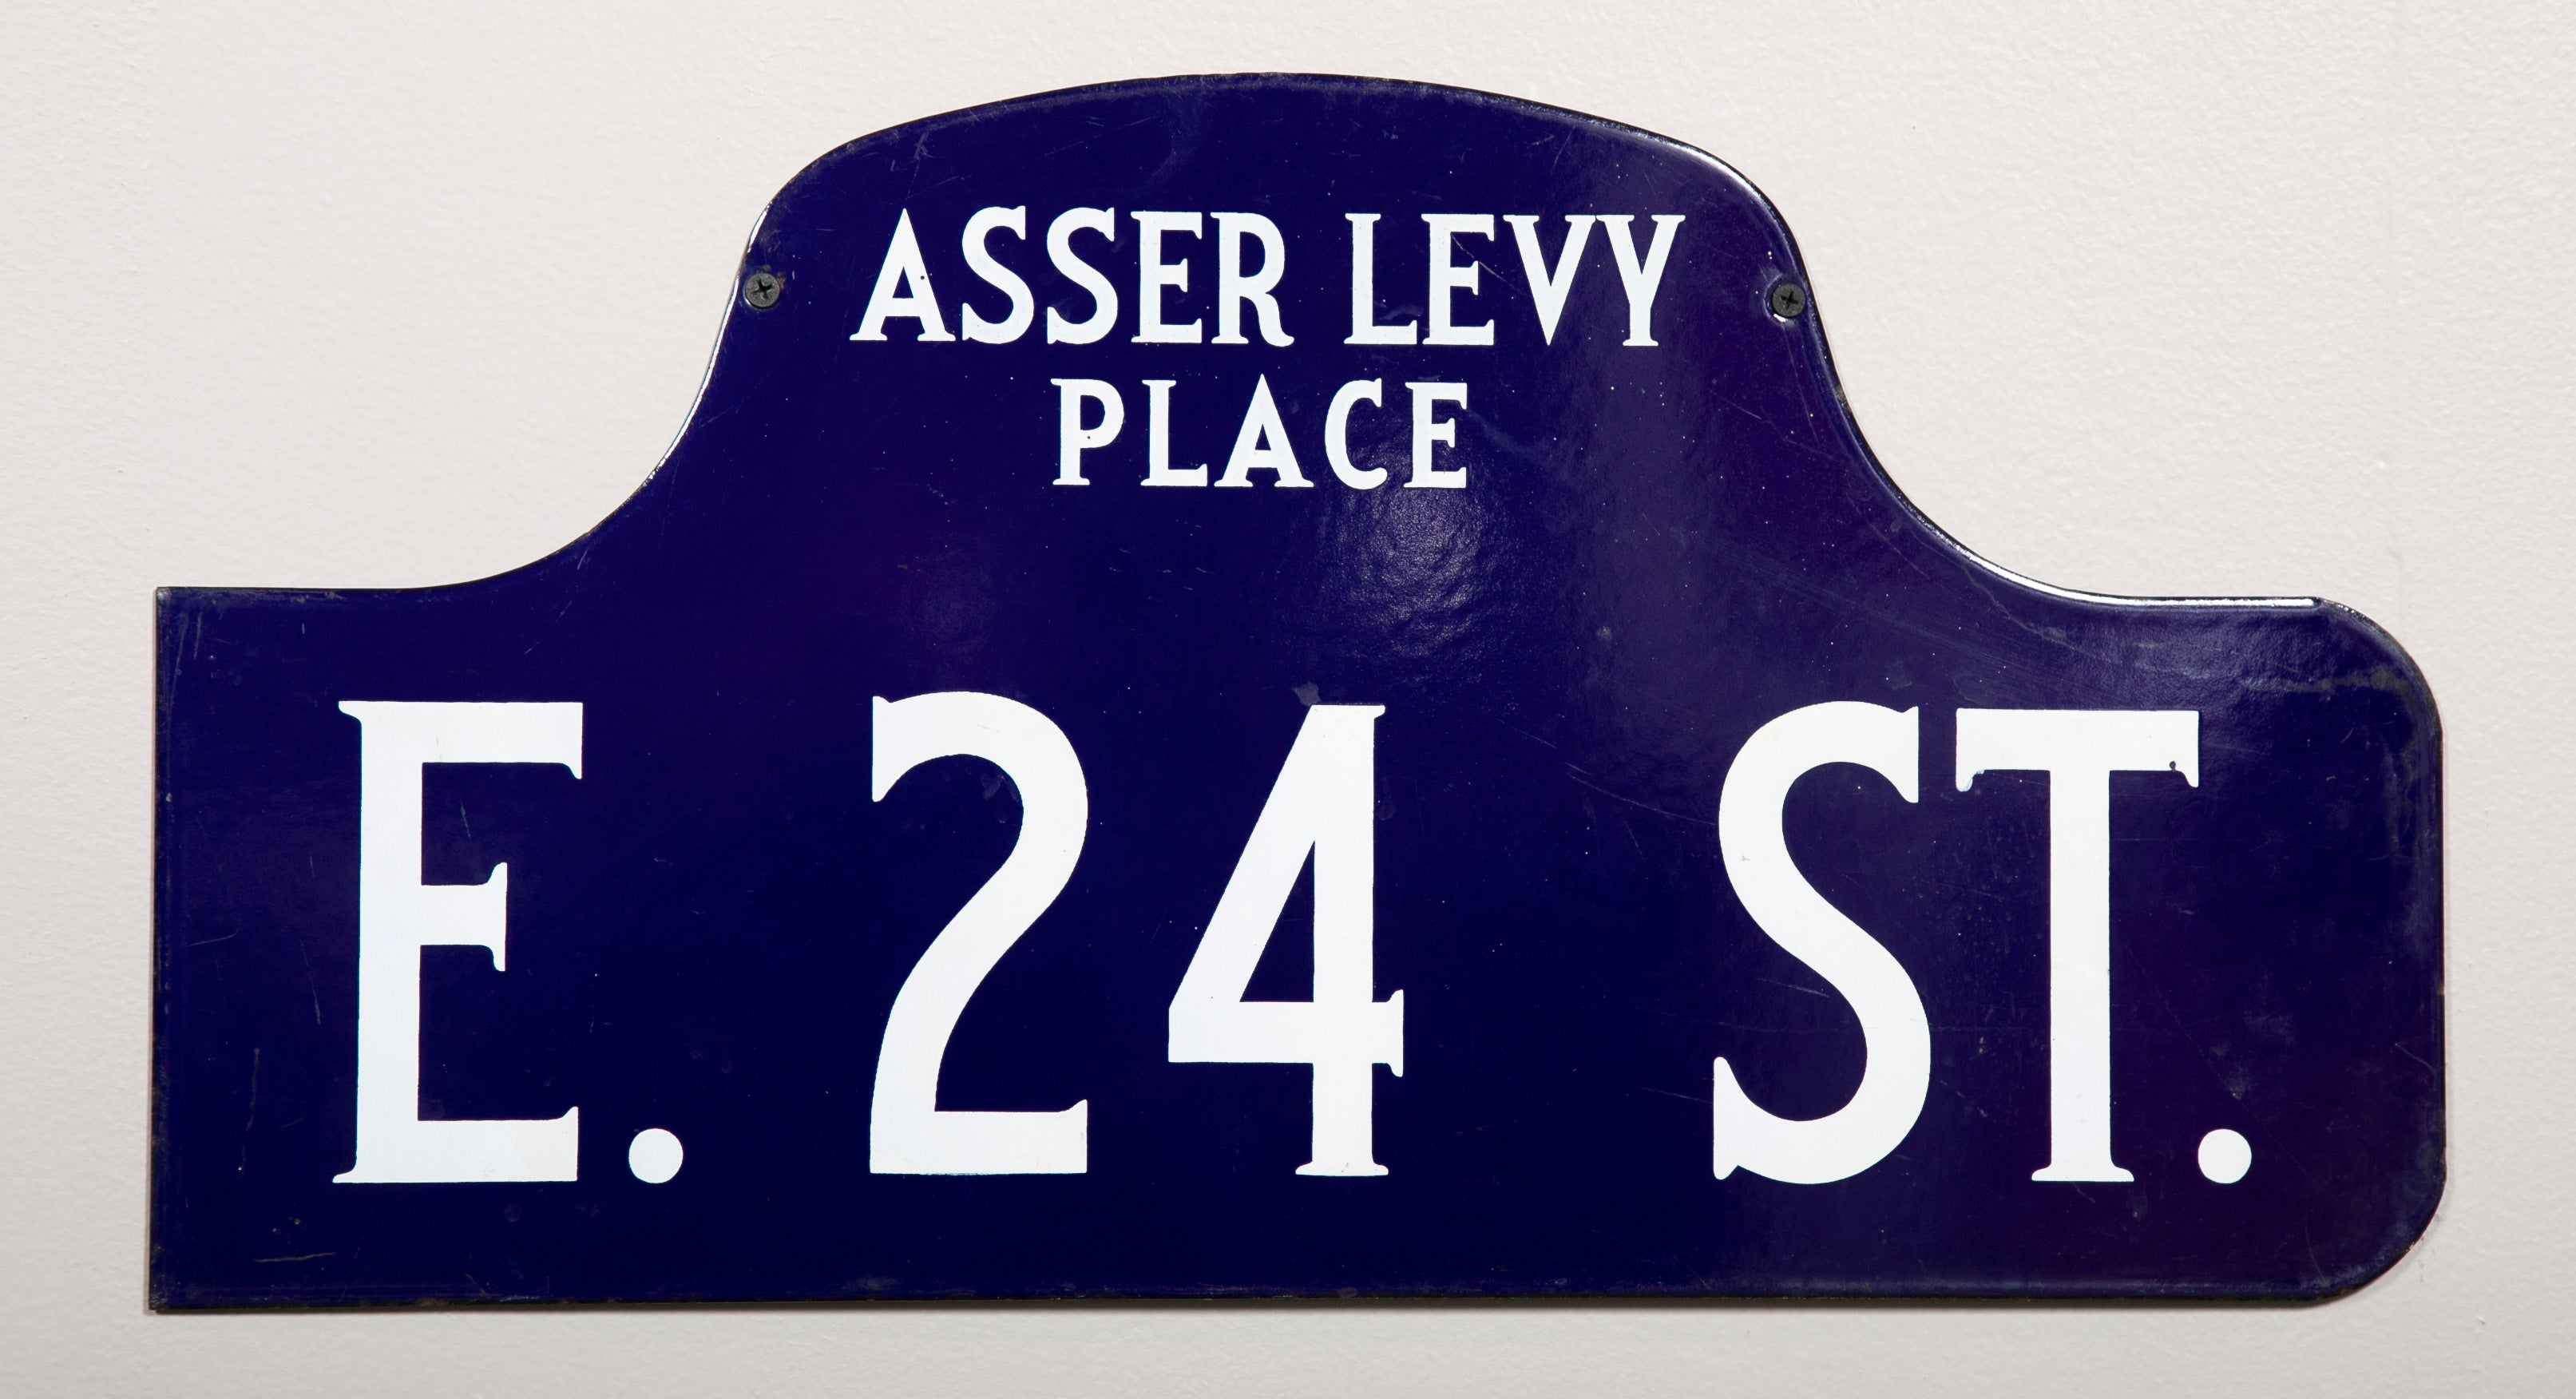 ASSER LEVY
PLACE
E. 24 ST.